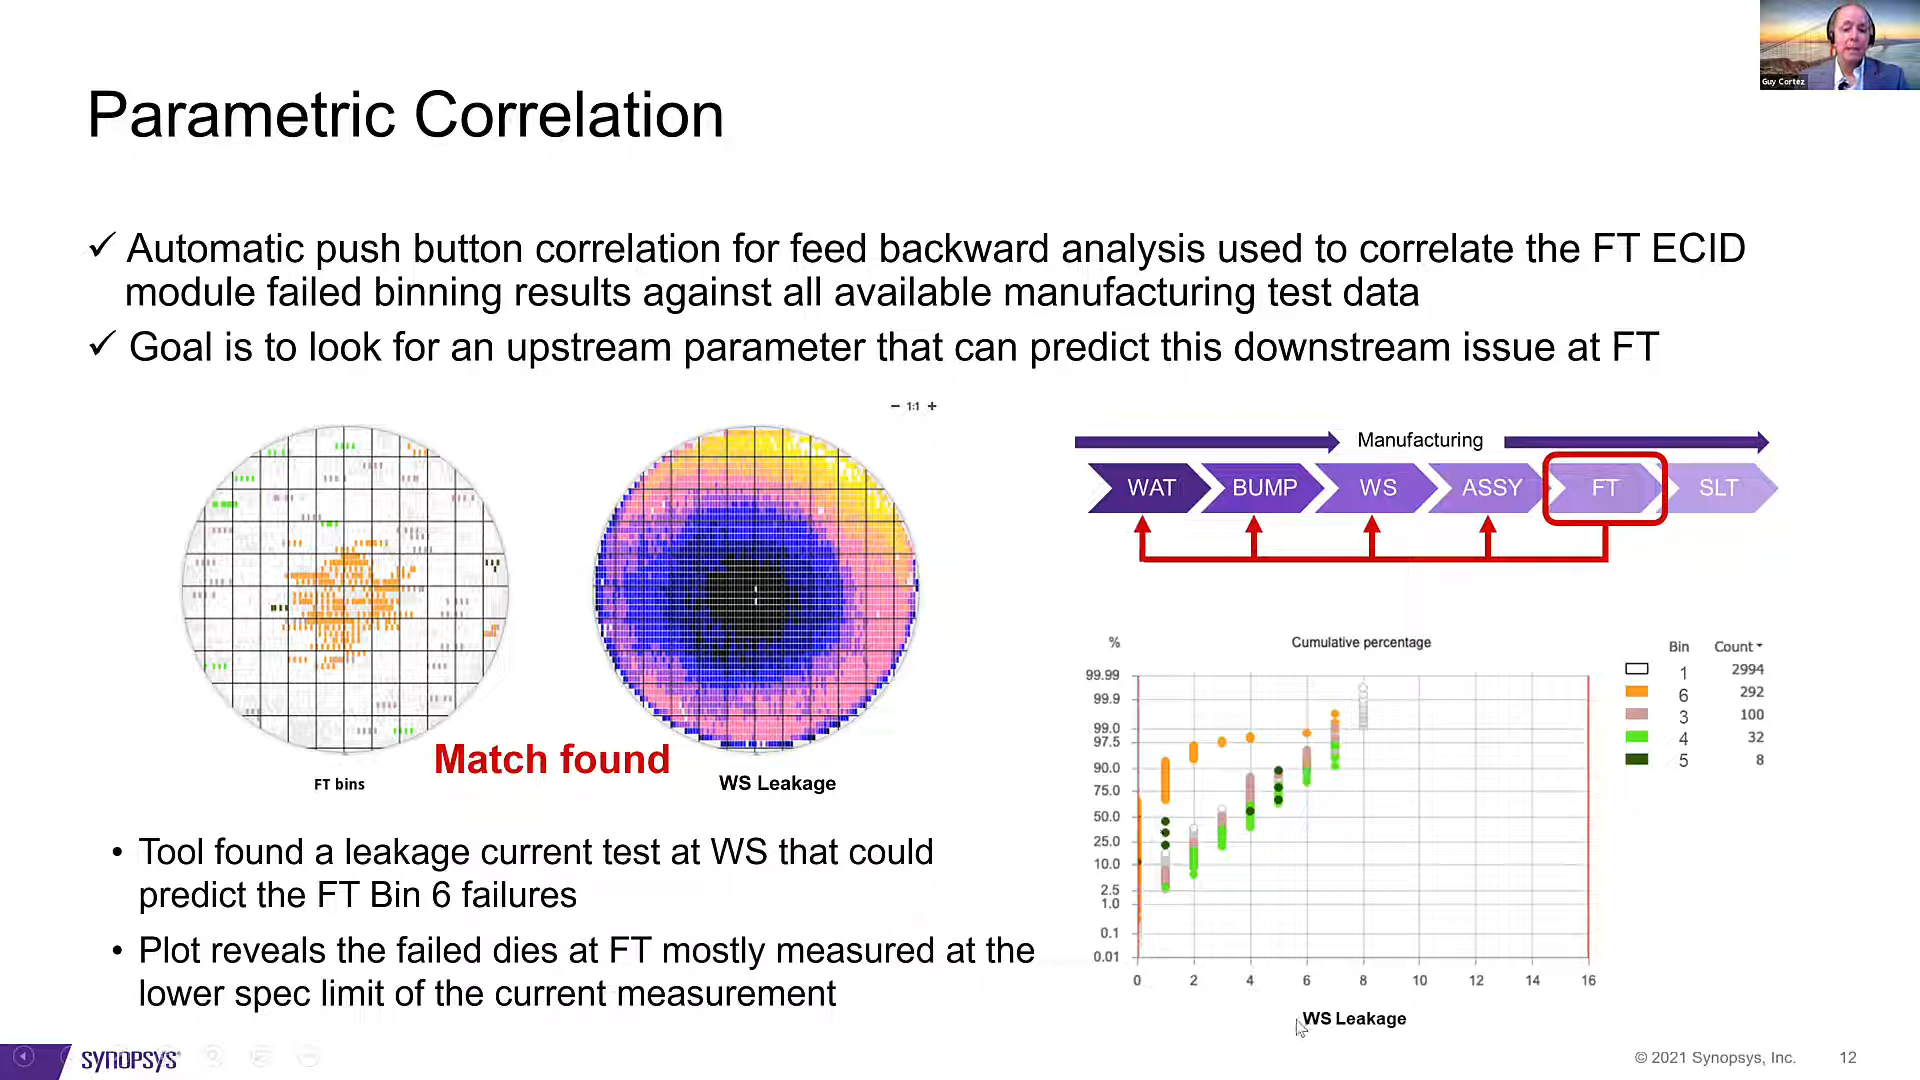 Guy Cortez
Parametric Correlation
✓ Automatic push button correlation for feed backward analysis used to correlate the FT ECID
module failed binning results against all available manufacturing test data
✓ Goal is to look for an upstream parameter that can predict this downstream issue at FT
− 1:1 +
Manufacturing
WAT BUMP WS ASSY FT SLT
Match found
FT bins
WS Leakage
• Tool found a leakage current test at WS that could
predict the FT Bin 6 failures
• Plot reveals the failed dies at FT mostly measured at the
lower spec limit of the current measurement
% Cumulative percentage
99.99
99.9
99.0
97.5
90.0
75.0
50.0
25.0
10.0
2.5
1.0
0.1
0.01
0 2 4 6 8 10 12 14 16
WS Leakage
Bin Count
1 2994
6 292
3 100
4 32
5 8
SYNOPSYS®
© 2021 Synopsys, Inc. 12